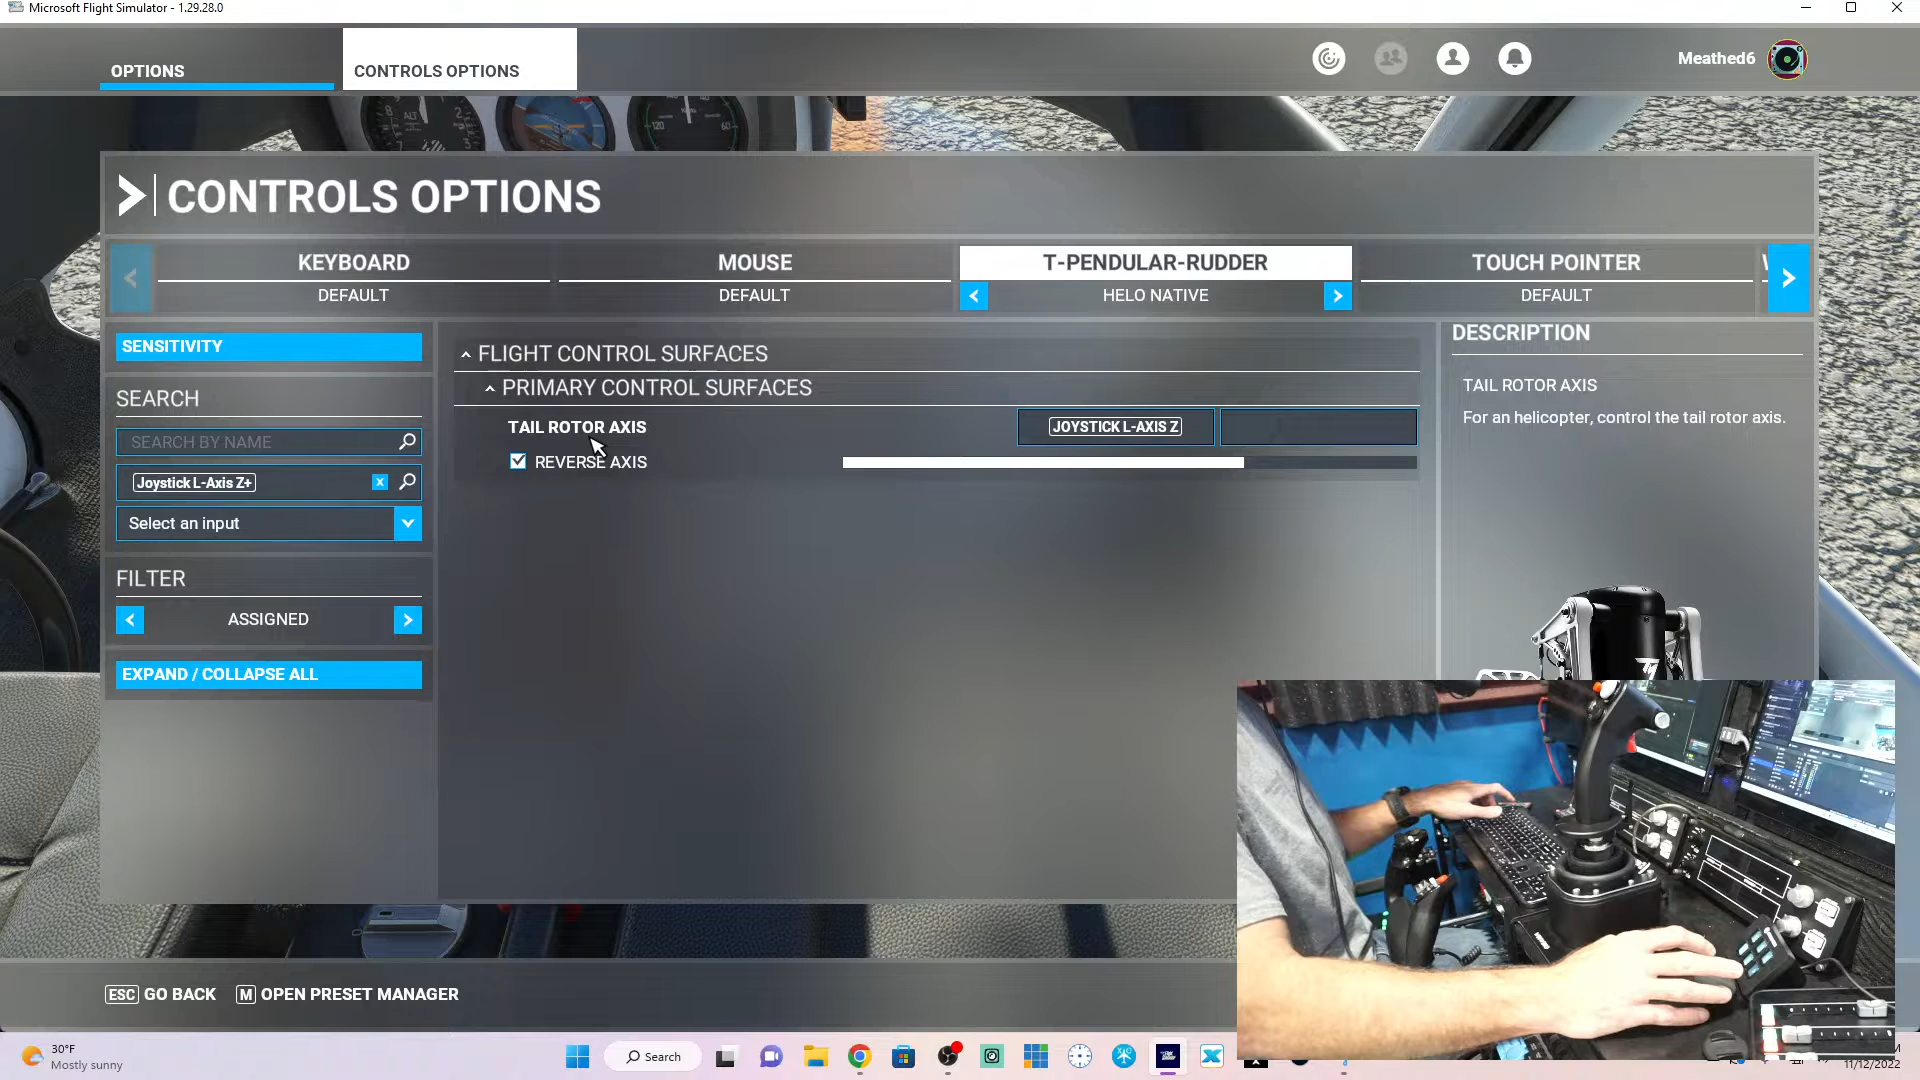 Microsoft Flight Simulator - 1.29.28.0
OPTIONS
CONTROLS OPTIONS
Meathed6
ALT
CONTROLS OPTIONS
KEYBOARD
DEFAULT
MOUSE
DEFAULT
T-PENDULAR-RUDDER
HELO NATIVE
TOUCH POINTER
DEFAULT
SENSITIVITY
SEARCH
SEARCH BY NAME
Joystick L-Axis Z+
x
Select an input
FILTER
ASSIGNED
EXPAND / COLLAPSE ALL
FLIGHT CONTROL SURFACES
PRIMARY CONTROL SURFACES
TAIL ROTOR AXIS
JOYSTICK L-AXIS Z
REVERSE AXIS
DESCRIPTION
TAIL ROTOR AXIS
For an helicopter, control the tail rotor axis.
ESC GO BACK
M OPEN PRESET MANAGER
30°F
Mostly sunny
Search
11/12/2022